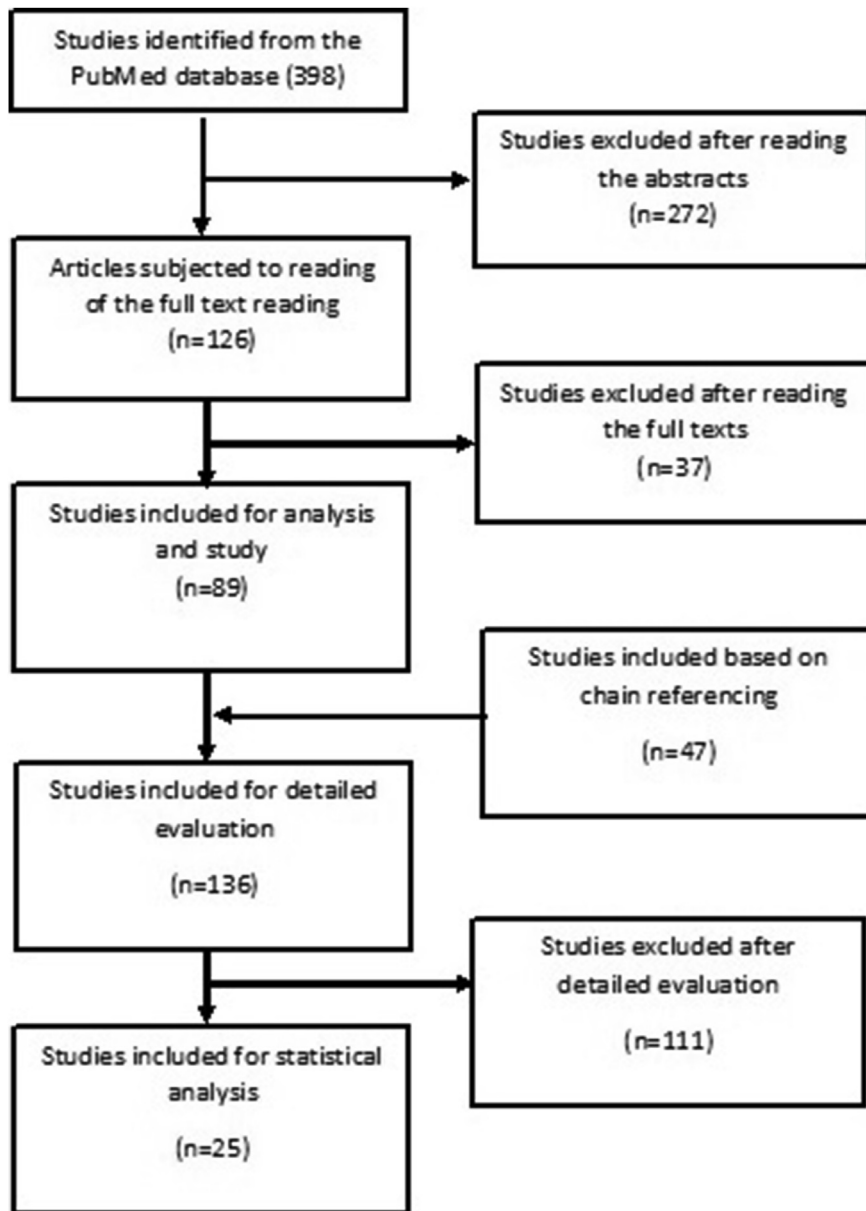 Studies identified from the
PubMed database (398)
Studies excluded after reading
the abstracts
(n=272)
Articles subjected to reading
of the full text reading
(n=126)
Studies excluded after reading
the full texts
(n=37)
Studies included for analysis
and study
(n=89)
Studies included based on
chain referencing
(n=47)
Studies included for detailed
evaluation
(n=136)
Studies excluded after
detailed evaluation
(n=111)
Studies included for statistical
analysis
(n=25)